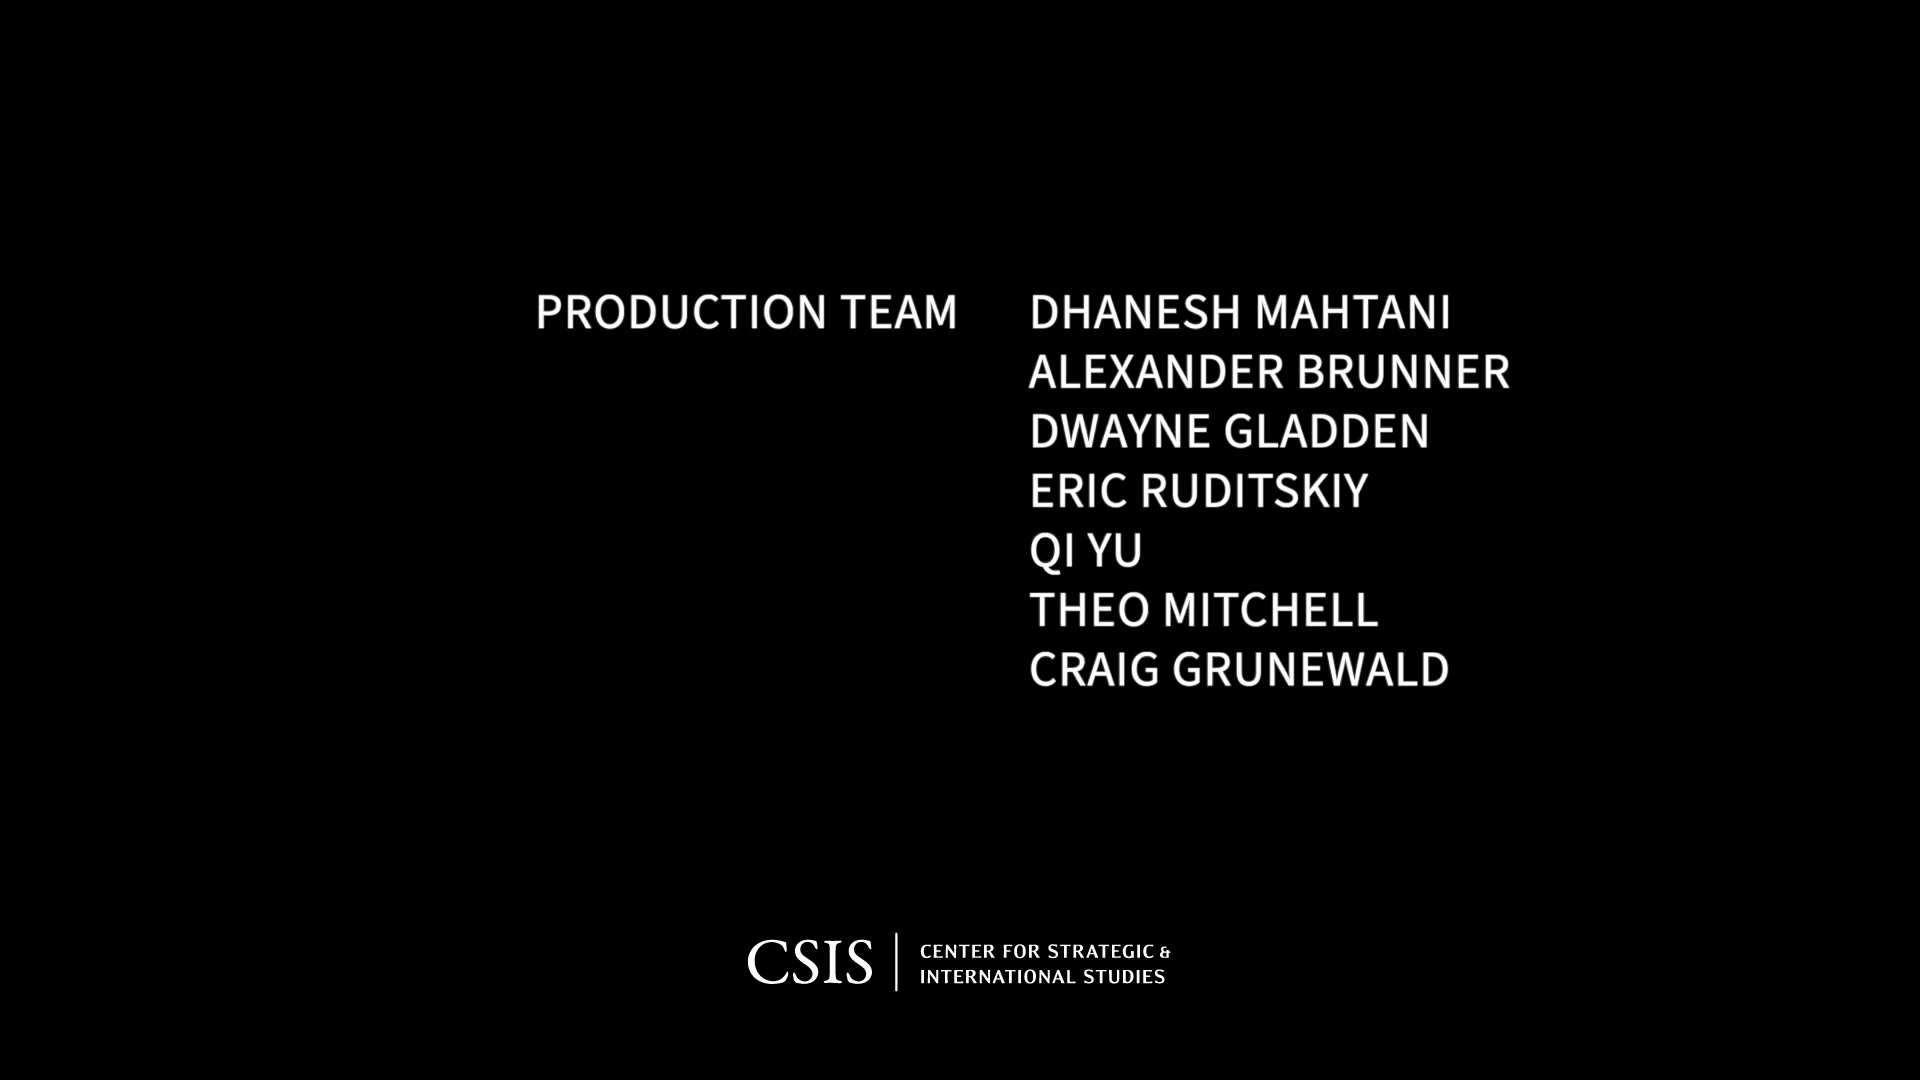 PRODUCTION TEAM DHANESH MAHTANI
ALEXANDER BRUNNER
DWAYNE GLADDEN
ERIC RUDITSKIY
QI YU
THEO MITCHELL
CRAIG GRUNEWALD
CSIS CENTER FOR STRATEGIC &
INTERNATIONAL STUDIES